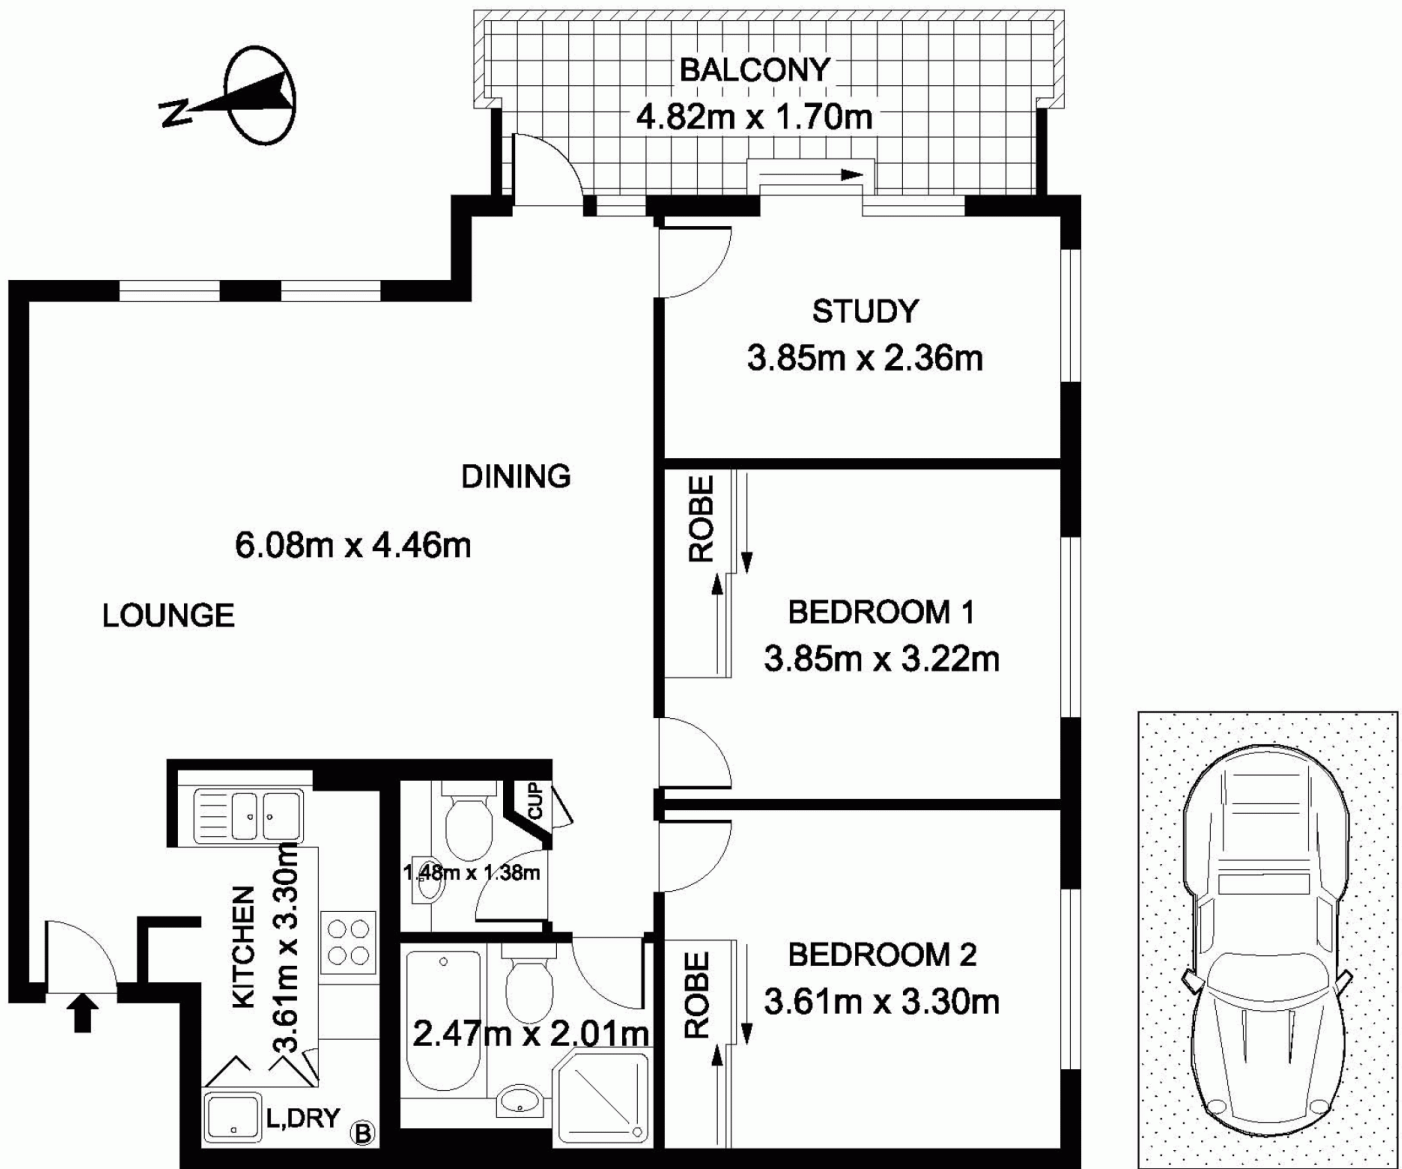 BALCONY
4.82m x 1.70m
N
STUDY
3.85m x 2.36m
DINING
6.08m x 4.46m
LOUNGE
ROBE
BEDROOM 1
3.85m x 3.22m
CUP
1.48m x 1.38m
KITCHEN
3.61m x 3.30m
ROBE
BEDROOM 2
3.61m x 3.30m
2.47m x 2.01m
L,DRY
B